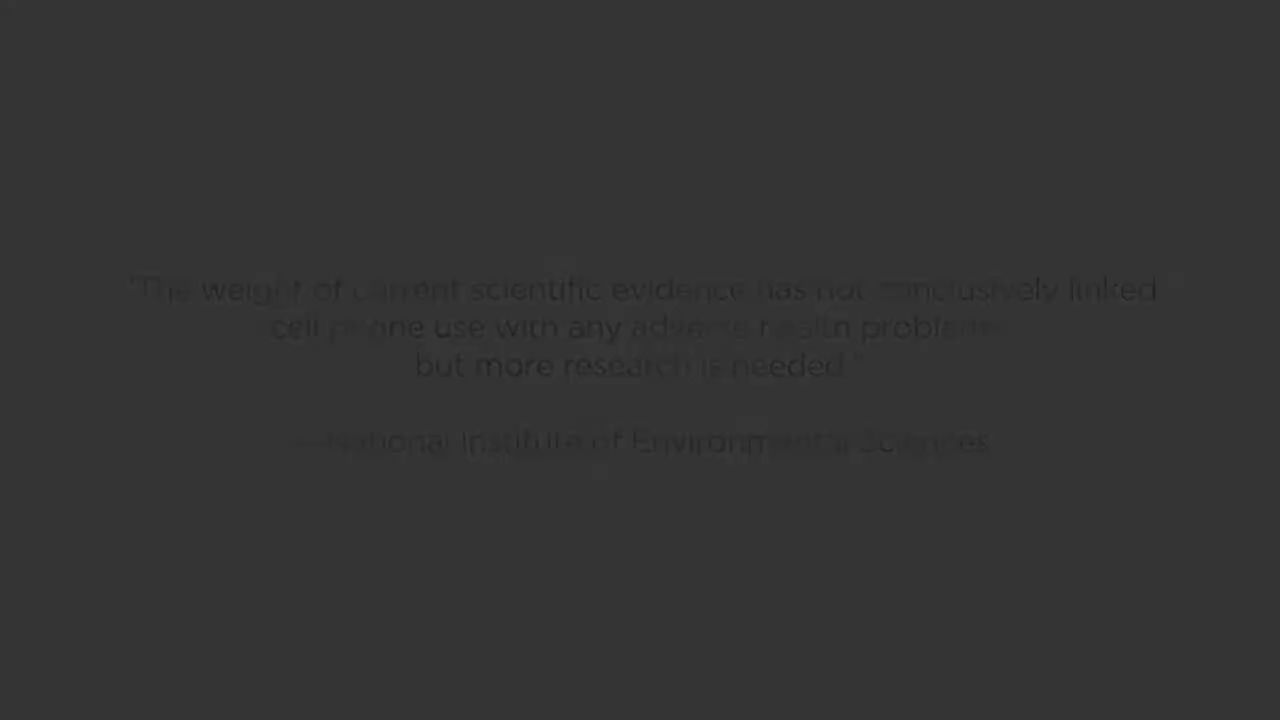 "The weight of current scientific evidence has not conclusively linked
cell phone use with any adverse health problems
but more research is needed."
—National Institute of Environmental Sciences